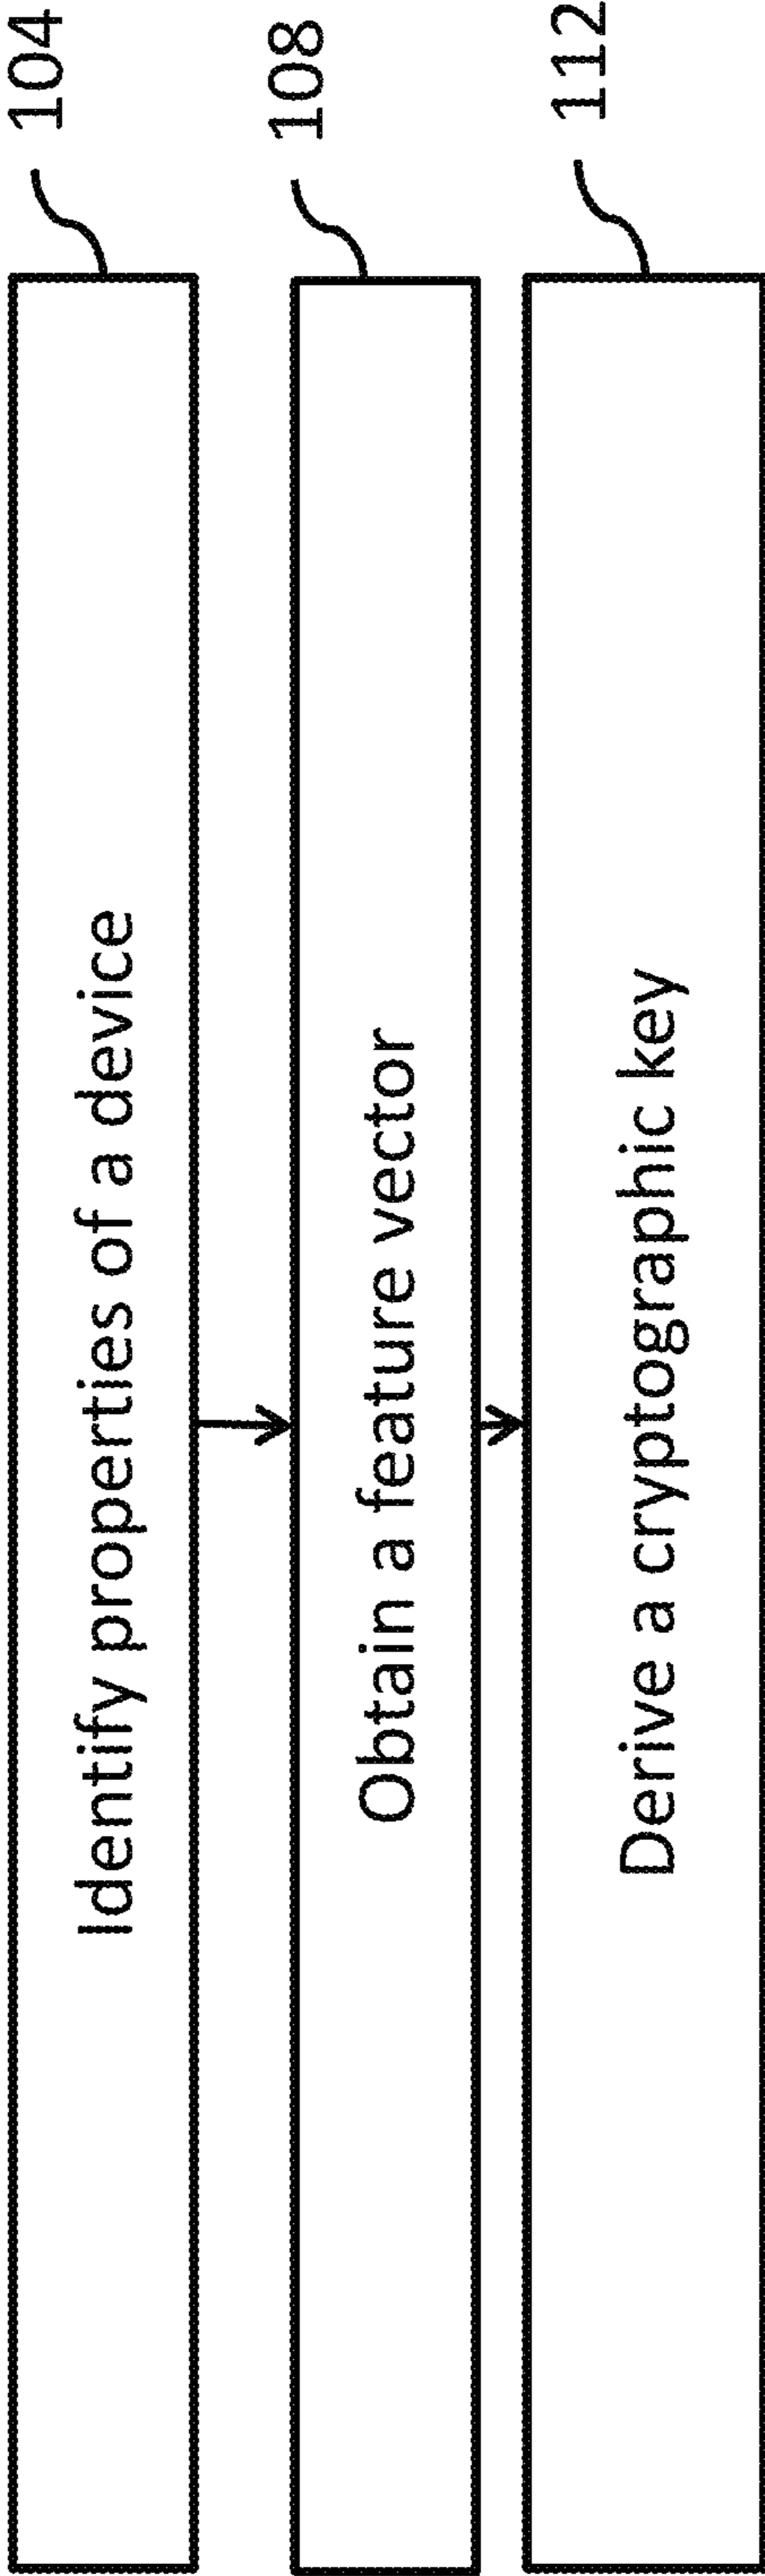 Identify properties of a device
104
Obtain a feature vector
108
Derive a cryptographic key
112